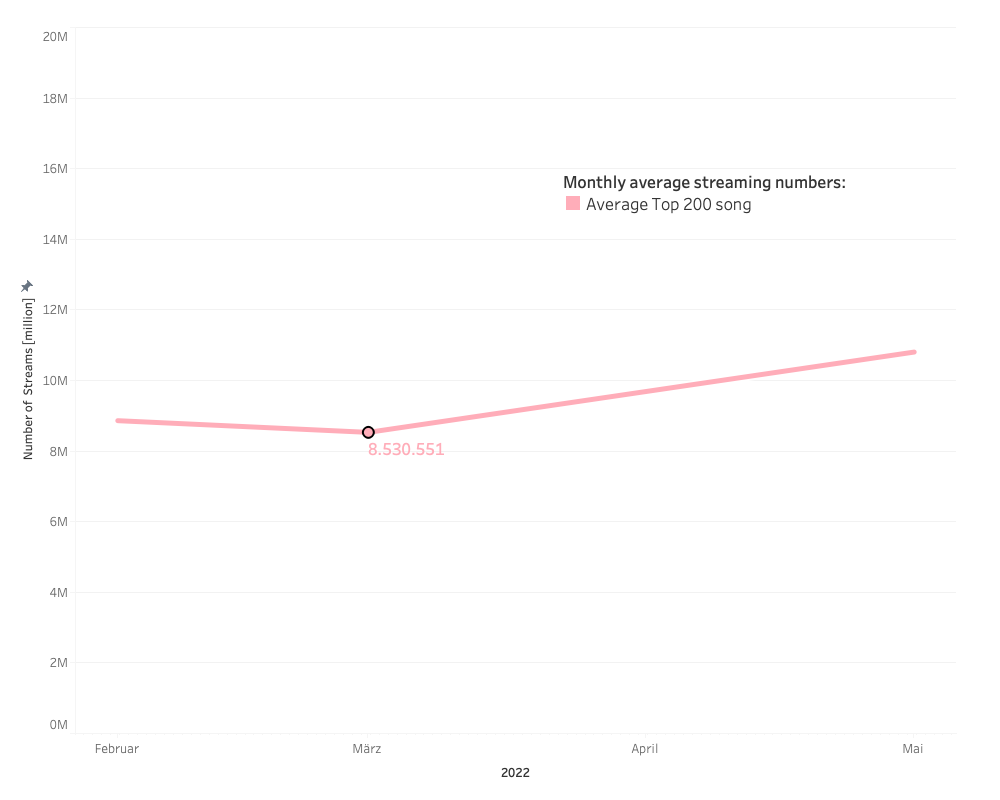 20M
18M
16M
Monthly average streaming numbers:
Average Top 200 song
14M
12M
Number of  Streams [million]
10M
8.530.551
8M
6M
4M
2M
0M
Februar
März
April
Mai
2022